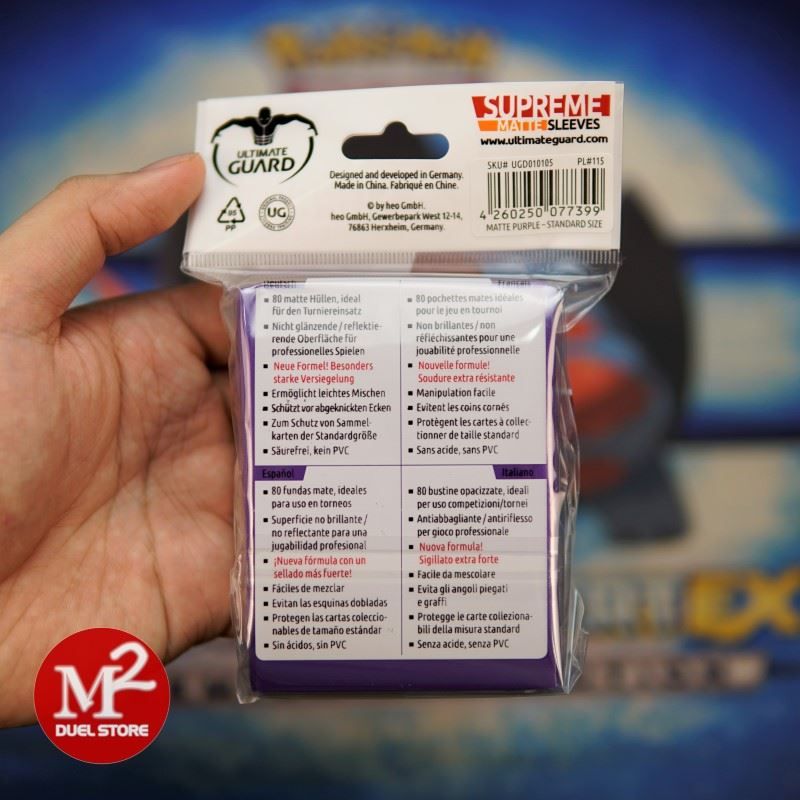 Pokémon
ULTIMATE
GUARD
Designed and developed in Germany.
Made in China. Fabriqué en Chine.
© by heo GmbH.
heo GmbH, Gewerbepark West 12-14,
76863 Herxheim, Germany.
05
PP
UG
SUPREME
MATTE SLEEVES
www.ultimateguard.com
SKU# UGD010105 PL#115
4 260250 077399
MATTE PURPLE – STANDARD SIZE
Deutsch
▪ 80 matte Hüllen, ideal
für den Turniereinsatz
▪ Nicht glänzende / reflektie-
rende Oberfläche für
professionelles Spielen
▪ Neue Formel! Besonders
starke Versiegelung
▪ Ermöglicht leichtes Mischen
▪ Schützt vor abgeknickten Ecken
▪ Zum Schutz von Sammel-
karten der Standardgröße
▪ Säurefrei, kein PVC
Français
▪ 80 pochettes mates idéales
pour le jeu en tournoi
▪ Non brillantes / non
réfléchissantes pour une
jouabilité professionnelle
▪ Nouvelle formule!
Soudure extra résistante
▪ Manipulation facile
▪ Evitent les coins cornés
▪ Protègent les cartes à collec-
tionner de taille standard
▪ Sans acide, sans PVC
Español
▪ 80 fundas mate, ideales
para uso en torneos
▪ Superficie no brillante /
no reflectante para una
jugabilidad profesional
▪ ¡Nueva fórmula con un
sellado más fuerte!
▪ Fáciles de mezclar
▪ Evitan las esquinas dobladas
▪ Protegen las cartas coleccio-
nables de tamaño estándar
▪ Sin ácidos, sin PVC
Italiano
▪ 80 bustine opacizzate, ideali
per uso competizioni/tornei
▪ Antiabbagliante / antiriflesso
per gioco professionale
▪ Nuova formula!
Sigillato extra forte
▪ Facile da mescolare
▪ Evita gli angoli piegati
e graffi
▪ Protegge le carte colleziona-
bili della misura standard
▪ Senza acide, senza PVC
EX
M2
DUEL STORE